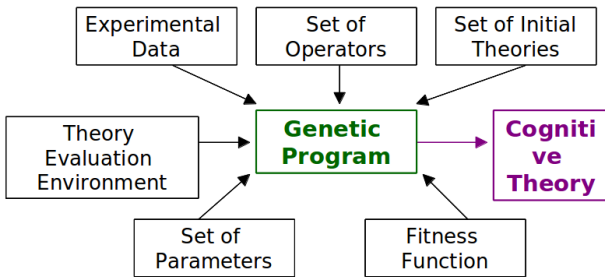 Experimental
Data
Set of
Operators
Set of Initial
Theories
Theory
Evaluation
Environment
Genetic
Program
Cogniti
ve
Theory
Set of
Parameters
Fitness
Function